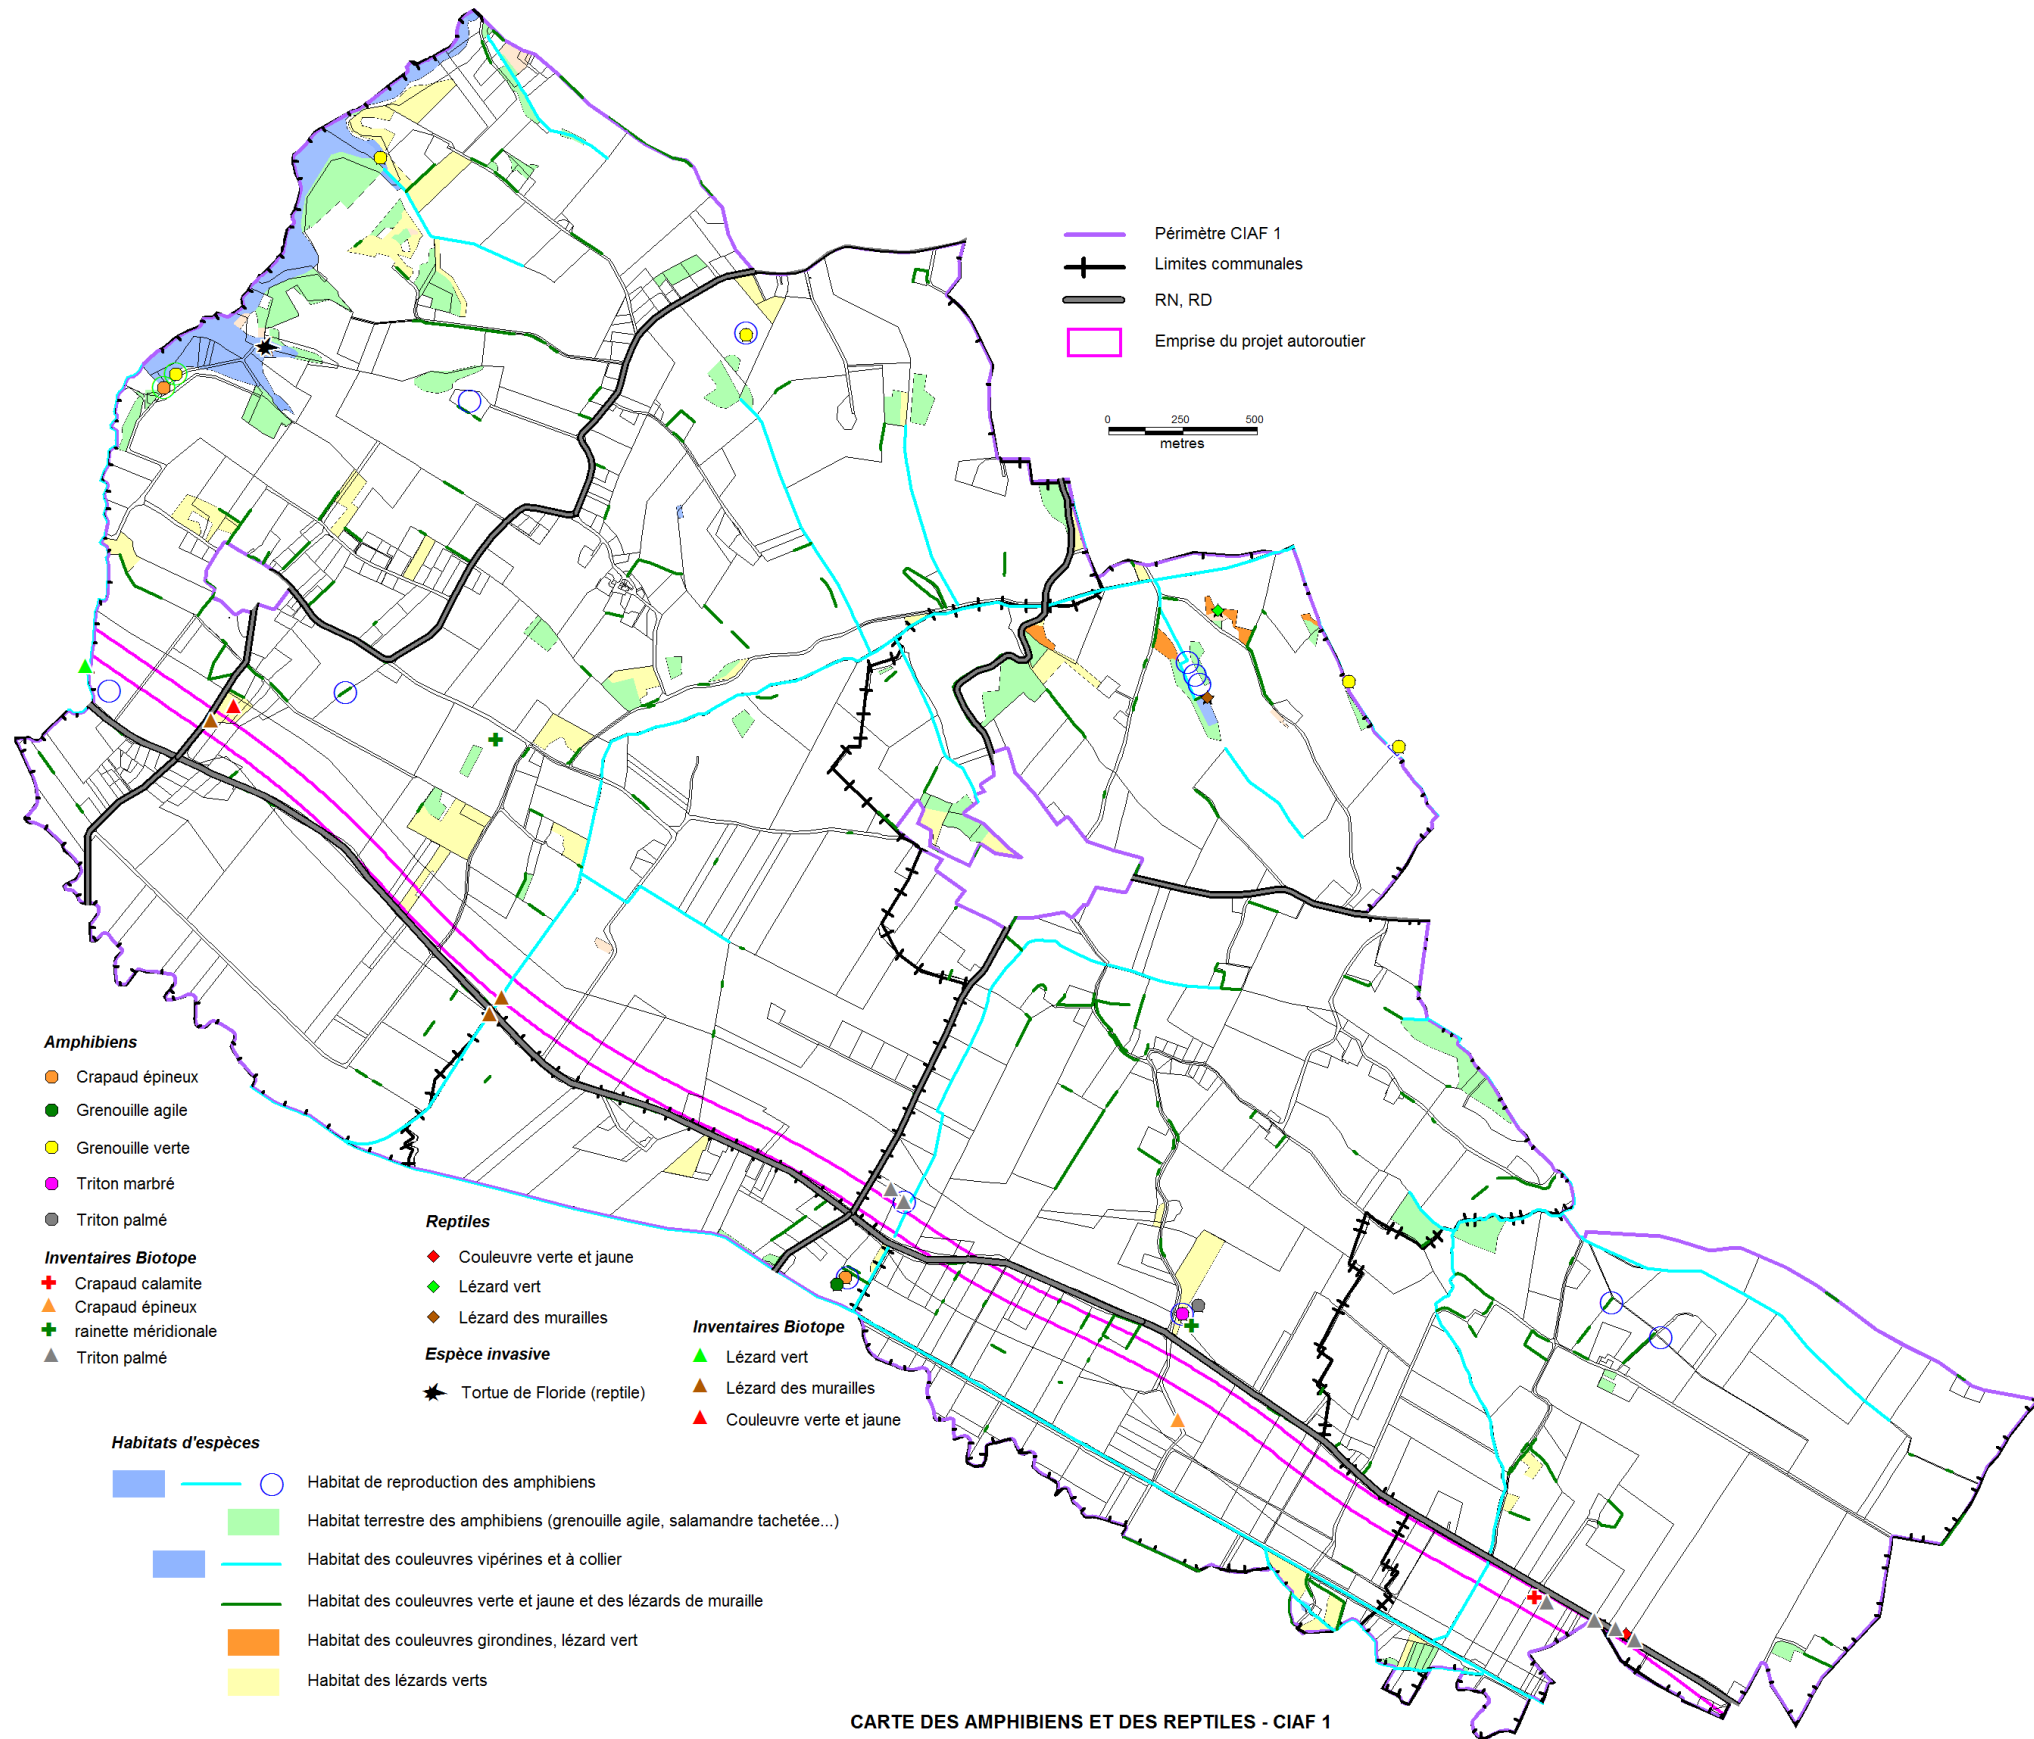 Périmètre CIAF 1
Limites communales
RN, RD
Emprise du projet autoroutier
0 250 500
metres
Amphibiens
Crapaud épineux
Grenouille agile
Grenouille verte
Triton marbré
Triton palmé
Inventaires Biotope
Crapaud calamite
Crapaud épineux
rainette méridionale
Triton palmé
Reptiles
Couleuvre verte et jaune
Lézard vert
Lézard des murailles
Espèce invasive
Tortue de Floride (reptile)
Inventaires Biotope
Lézard vert
Lézard des murailles
Couleuvre verte et jaune
Habitats d'espèces
Habitat de reproduction des amphibiens
Habitat terrestre des amphibiens (grenouille agile, salamandre tachetée...)
Habitat des couleuvres vipérines et à collier
Habitat des couleuvres verte et jaune et des lézards de muraille
Habitat des couleuvres girondines, lézard vert
Habitat des lézards verts
CARTE DES AMPHIBIENS ET DES REPTILES - CIAF 1